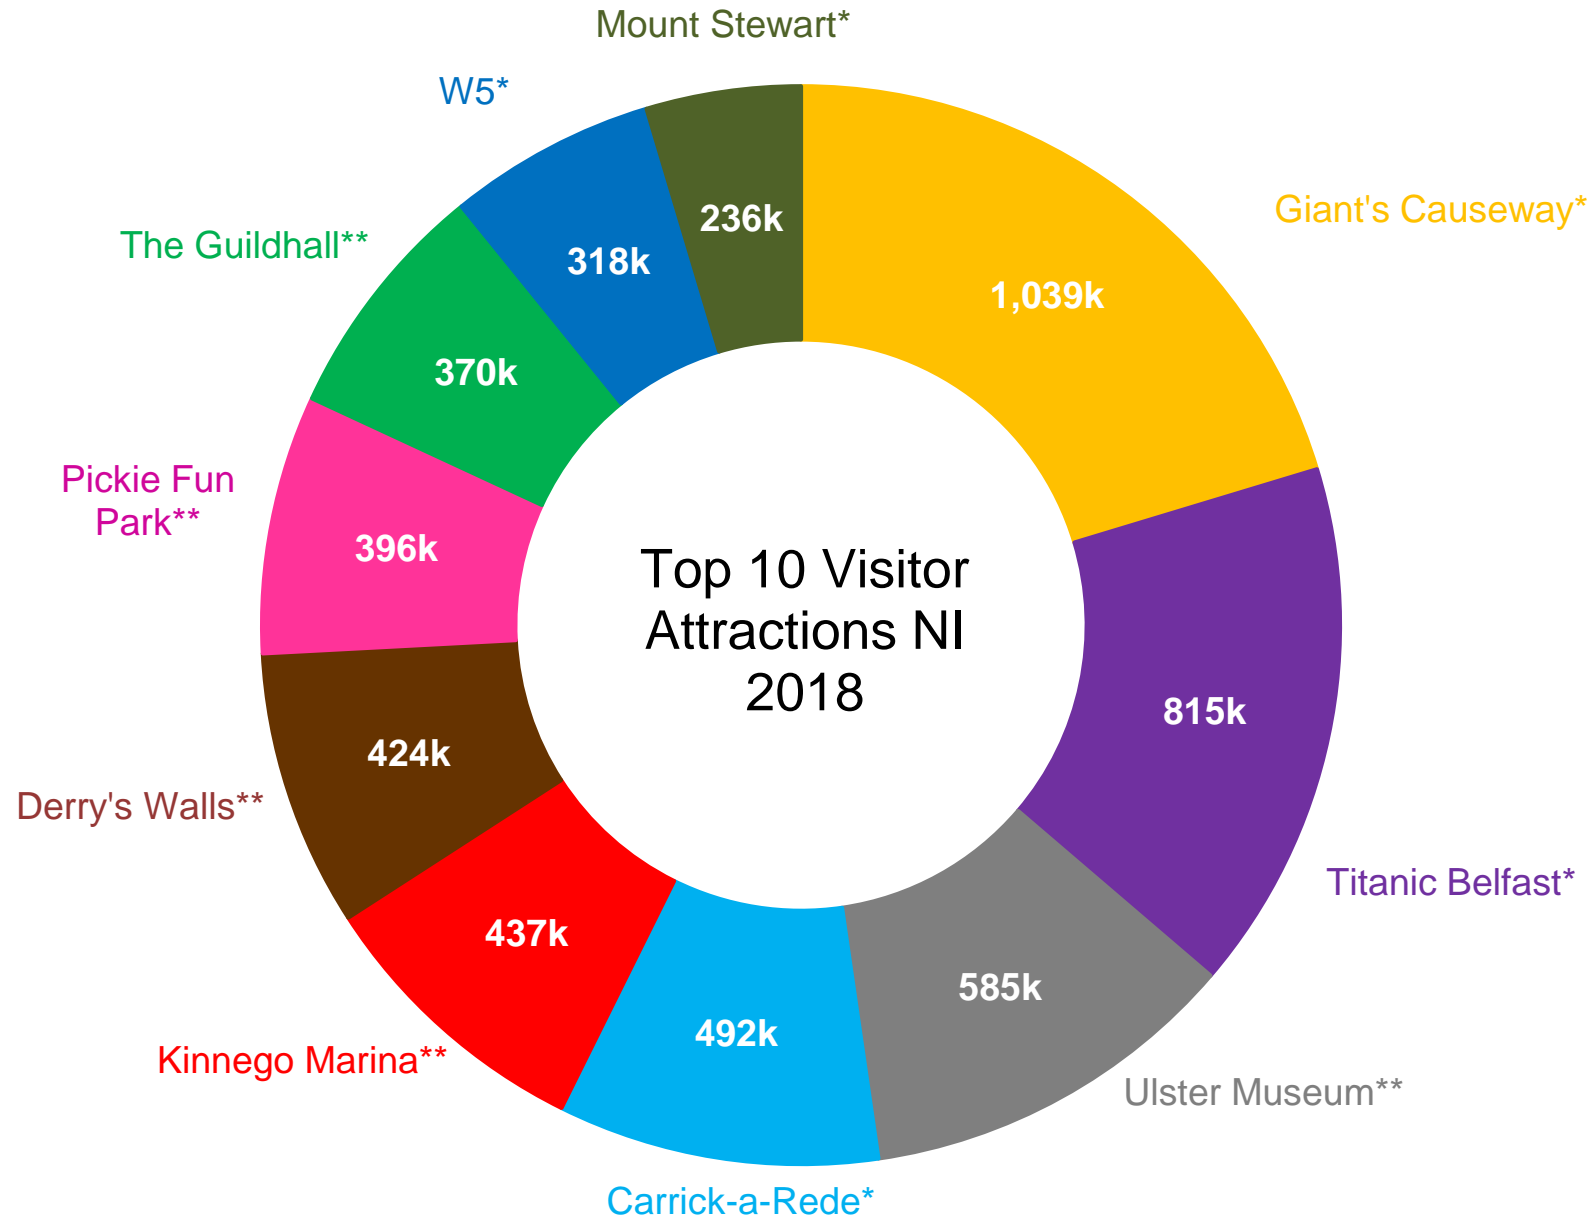 Mount Stewart*
W5*
236k
Giant's Causeway*
The Guildhall**
318k
1,039k
370k
Pickie Fun
Park**
396k
Top 10 Visitor
Attractions NI
2018
815k
424k
Derry's Walls**
Titanic Belfast*
437k
585k
492k
Kinnego Marina**
Ulster Museum**
Carrick-a-Rede*